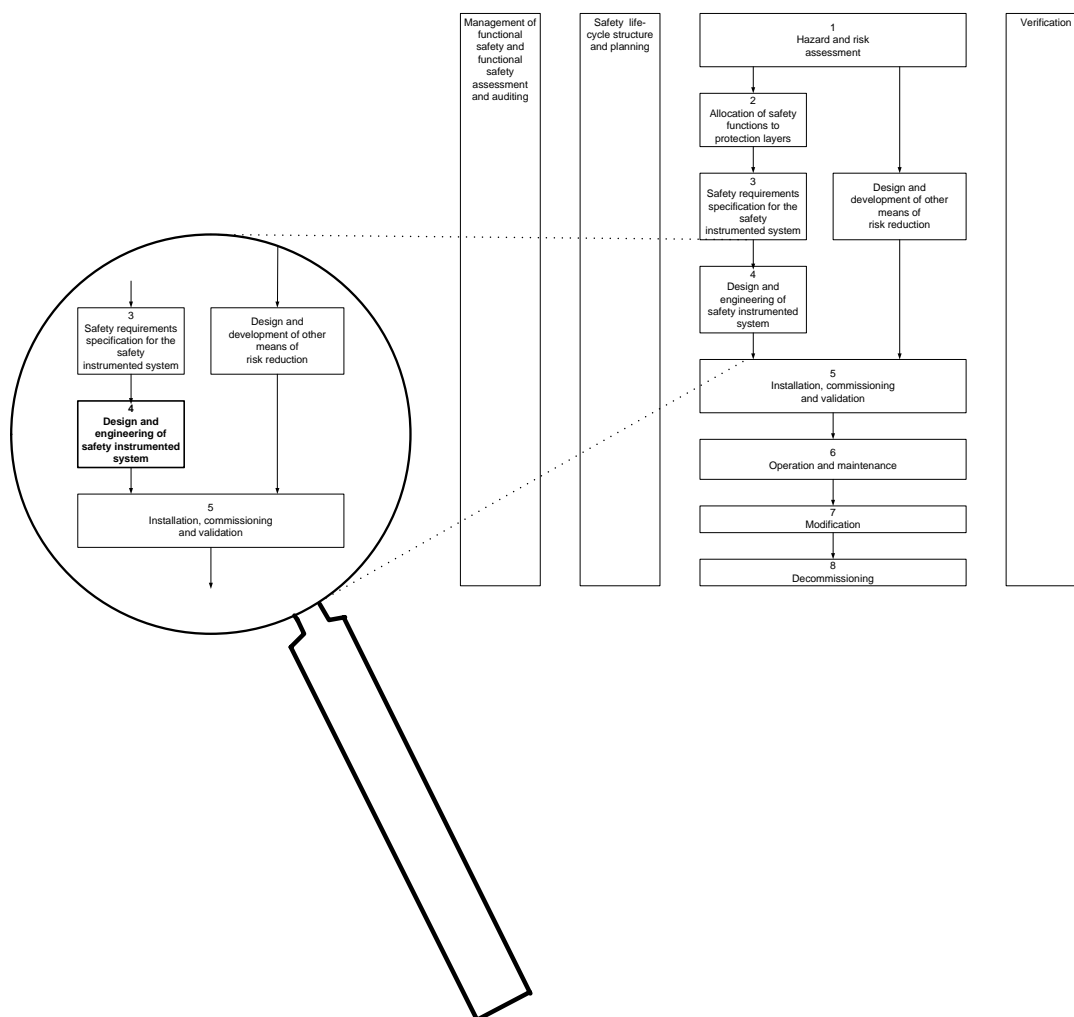 Management of
functional safety and
functional
safety
assessment
and auditing
Safety life-
cycle structure
and planning
1
Hazard and risk
assessment
Verification
2
Allocation of safety
functions to
protection layers
3
Safety requirements
specification for the
safety
instrumented system
Design and
development of other
means of
risk reduction
4
Design and
engineering of
safety instrumented
system
5
Installation, commissioning
and validation
6
Operation and maintenance
7
Modification
8
Decommissioning
3
Safety requirements
specification for the
safety
instrumented system
Design and
development of other
means of
risk reduction
4
Design and
engineering of
safety instrumented
system
5
Installation, commissioning
and validation